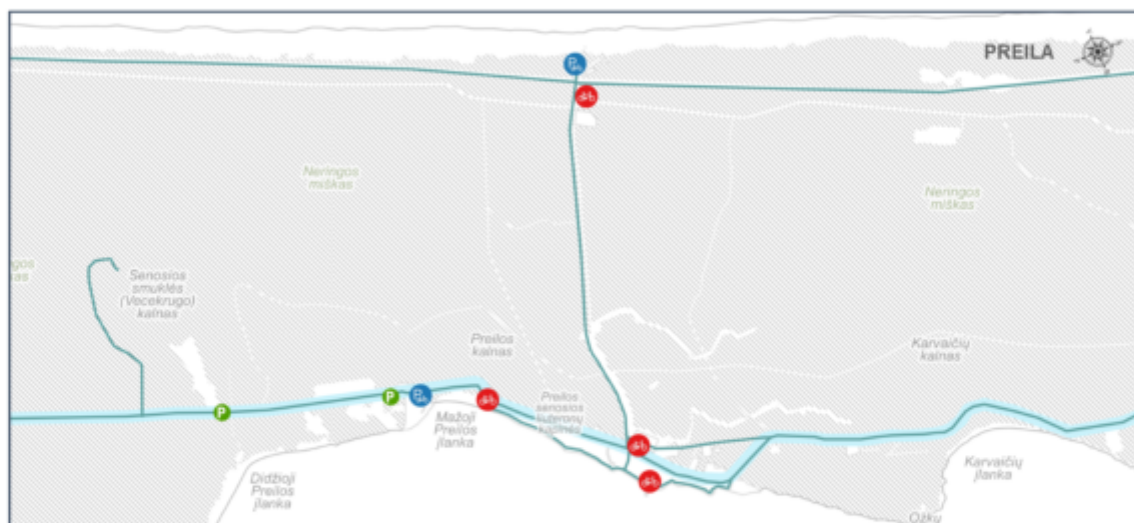 PREILA
Neringos
miškas
Neringos
miškas
Senosios
smuklės
(Vecekrugo)
kalnas
Preilos
kalnas
Karvaičių
kalnas
P
P
Preilos
senosios
liuteronų
kapinės
Mažoji
Preilos
įlanka
Didžioji
Preilos
įlanka
Karvaičių
įlanka